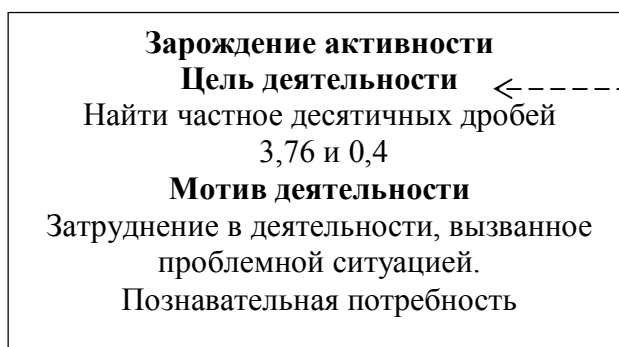 Зарождение активности
Цель деятельности
Найти частное десятичных дробей
3,76 и 0,4
Мотив деятельности
Затруднение в деятельности, вызванное
проблемной ситуацией.
Познавательная потребность